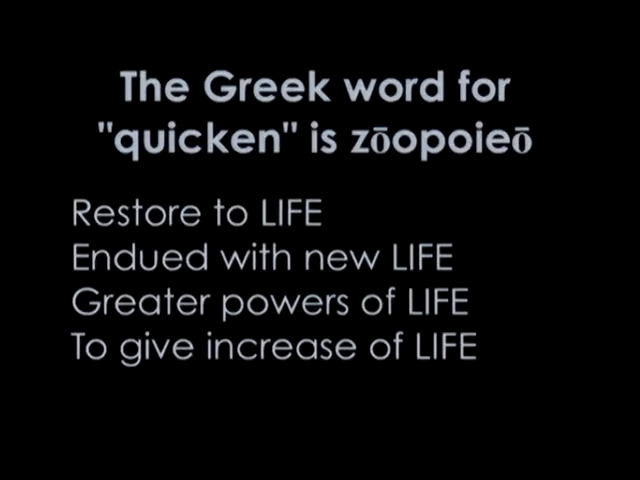 The Greek word for
"quicken" is zōopoieō
Restore to LIFE
Endued with new LIFE
Greater powers of LIFE
To give increase of LIFE